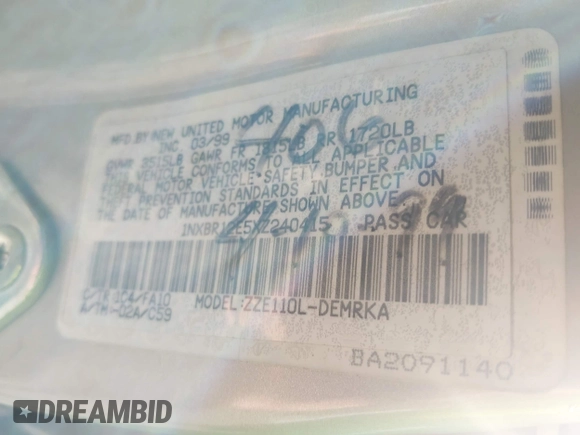 MFD BY NEW UNITED MOTOR MANUFACTURING
INC 03/99
GVWR 3515LB GAWR FT 1815LB RR 1720LB
THIS VEHICLE CONFORMS TO ALL APPLICABLE
FEDERAL MOTOR VEHICLE SAFETY, BUMPER AND
THEFT PREVENTION STANDARDS IN EFFECT ON
THE DATE OF MANUFACTURE SHOWN ABOVE.
1NXBR12E5XZ240415 PASS CAR
406
C/TR 1C4/FA10
A/TM-02A/C59
MODEL:ZZE110L-DEMRKA
BA2091140
DREAMBID